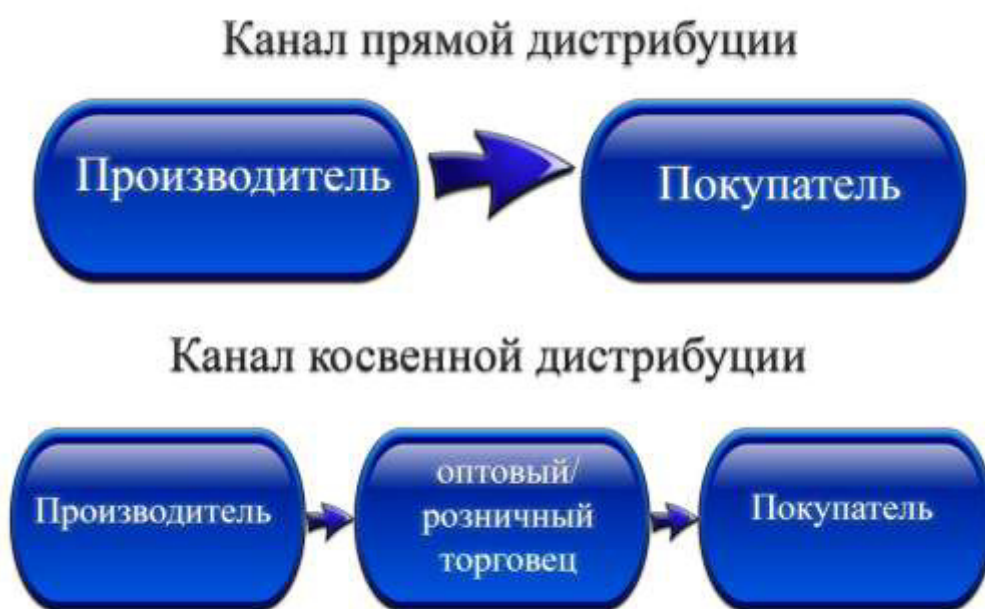 Канал прямой дистрибуции
Производитель
Покупатель
Канал косвенной дистрибуции
Производитель
оптовый/
розничный
торговец
Покупатель